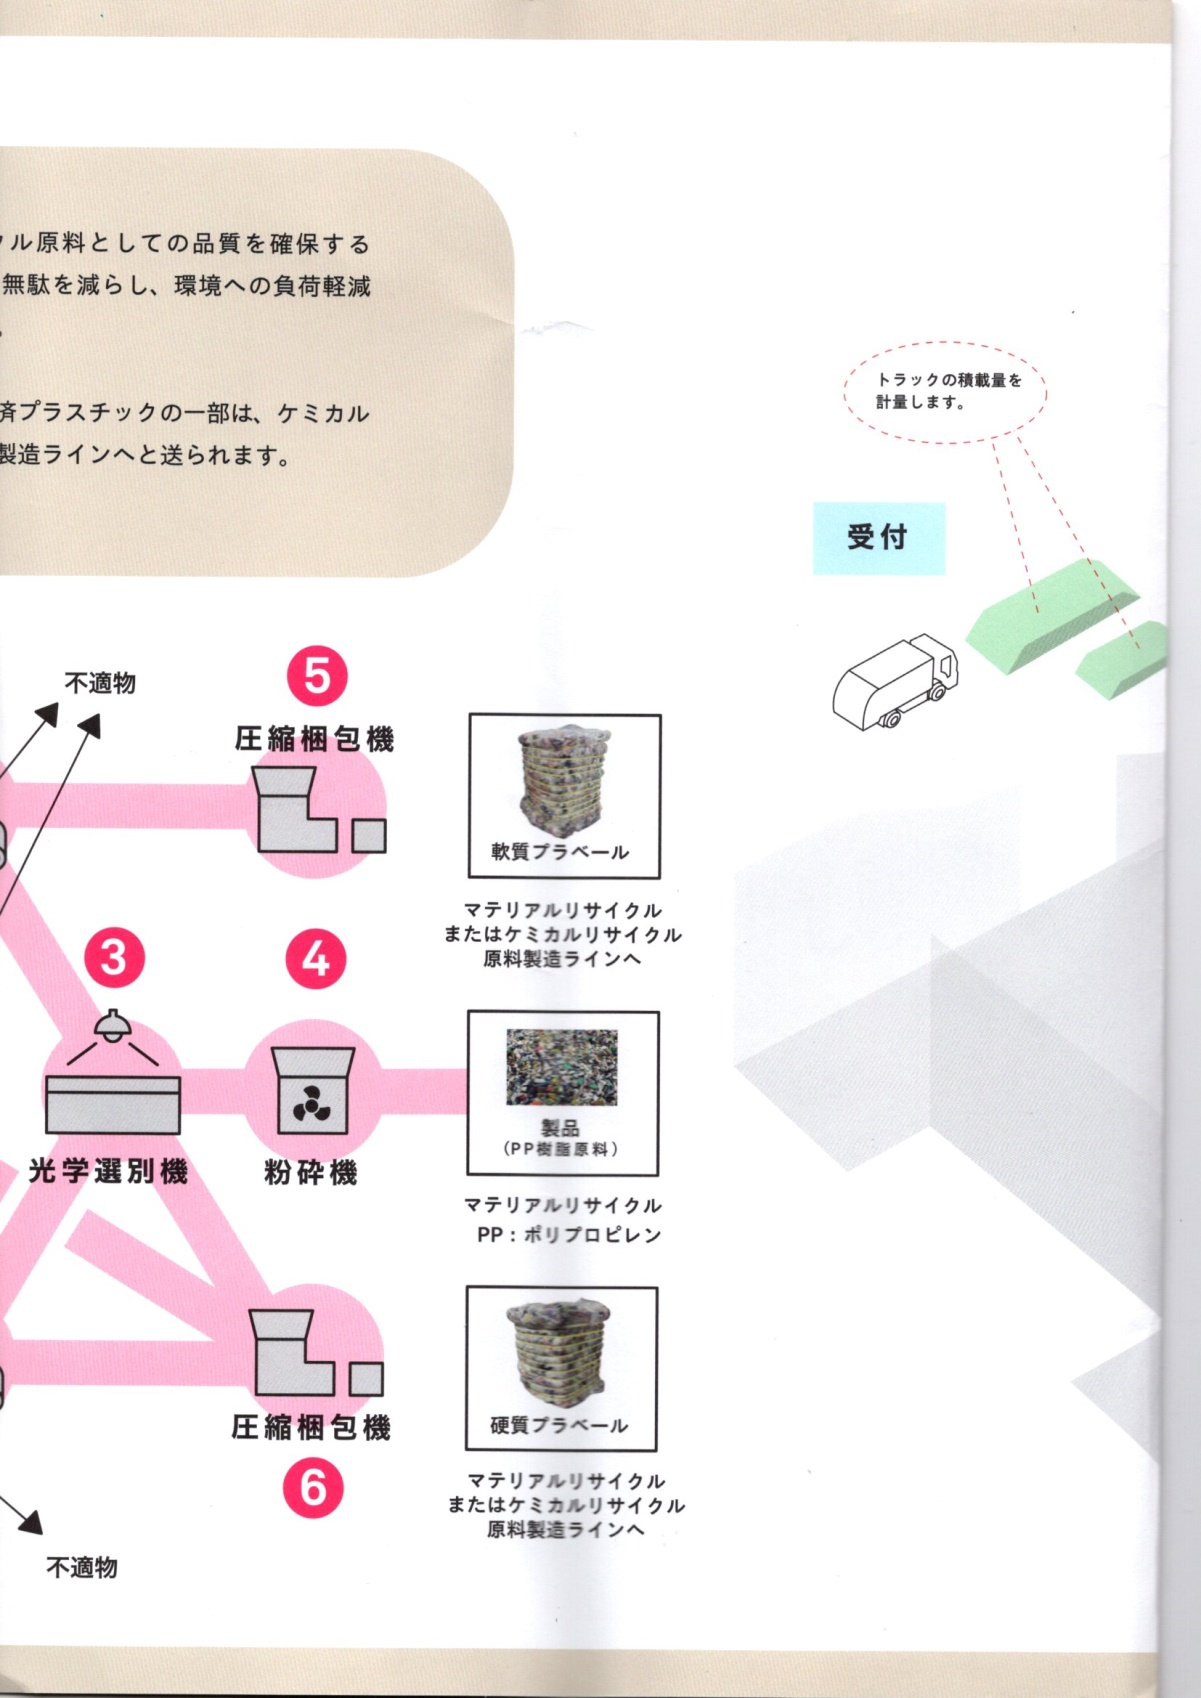 ル原料としての品質を確保する
無駄を減らし、環境への負荷軽減
。
済プラスチックの一部は、ケミカル
製造ラインへと送られます。
トラックの積載量を
計量します。
受付
不適物
5
圧縮梱包機
軟質プラベール
マテリアルリサイクル
またはケミカルリサイクル
原料製造ラインへ
3
光学選別機
4
粉砕機
製品
(PP樹脂原料)
マテリアルリサイクル
PP：ポリプロピレン
圧縮梱包機
6
硬質プラベール
マテリアルリサイクル
またはケミカルリサイクル
原料製造ラインへ
不適物